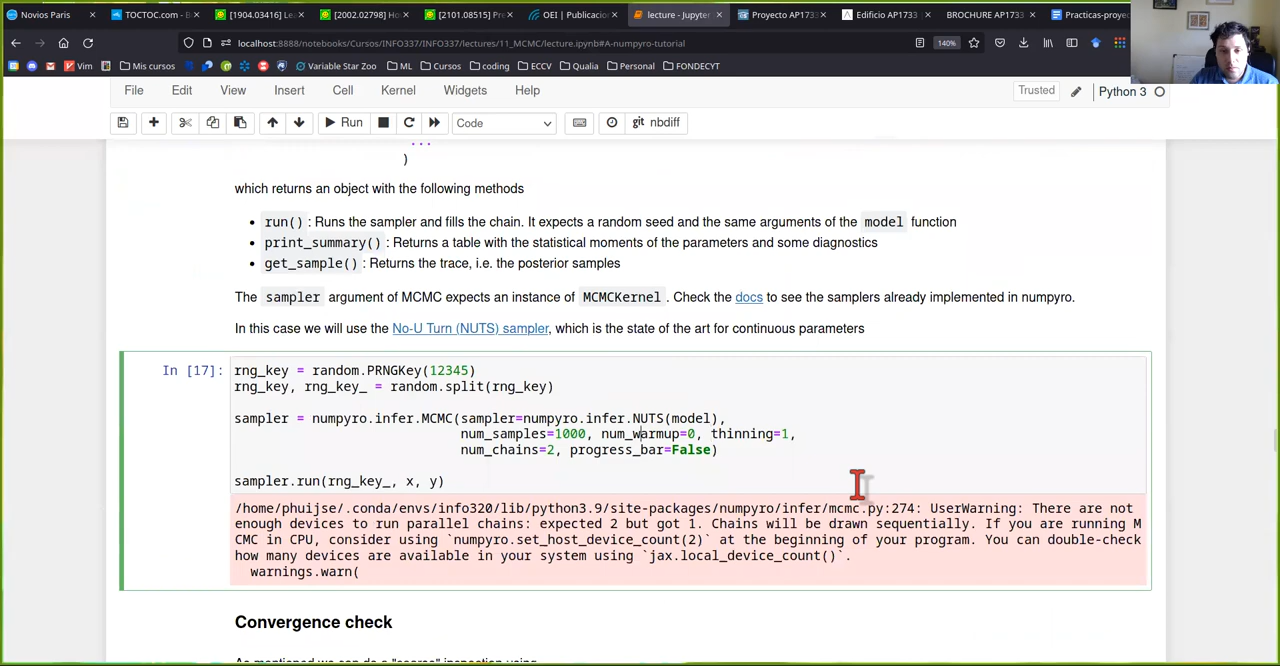 Novios Paris
TOCTOC.com - B
[1904.03416] Le
[2002.02798] Ho
[2101.08515] Pre
OEI | Publicacion
lecture - Jupyter
Proyecto AP1733
Edificio AP1733
BROCHURE AP1733
Practicas-proye
localhost:8888/notebooks/Cursos/INFO337/INFO337/lectures/11_MCMC/lecture.ipynb#A-numpyro-tutorial
140%
Vim
Mis cursos
Variable Star Zoo
ML
Cursos
coding
ECCV
Qualia
Personal
FONDECYT
File Edit View Insert Cell Kernel Widgets Help
Trusted
Python 3
Run
Code
git nbdiff
...
)
which returns an object with the following methods
• run() : Runs the sampler and fills the chain. It expects a random seed and the same arguments of the model function
• print_summary() : Returns a table with the statistical moments of the parameters and some diagnostics
• get_sample() : Returns the trace, i.e. the posterior samples
The sampler argument of MCMC expects an instance of MCMCKernel . Check the docs to see the samplers already implemented in numpyro.
In this case we will use the No-U Turn (NUTS) sampler, which is the state of the art for continuous parameters
In [17]:
rng_key = random.PRNGKey(12345)
rng_key, rng_key_ = random.split(rng_key)
sampler = numpyro.infer.MCMC(sampler=numpyro.infer.NUTS(model),
num_samples=1000, num_warmup=0, thinning=1,
num_chains=2, progress_bar=False)
sampler.run(rng_key_, x, y)
/home/phuijse/.conda/envs/info320/lib/python3.9/site-packages/numpyro/infer/mcmc.py:274: UserWarning: There are not
enough devices to run parallel chains: expected 2 but got 1. Chains will be drawn sequentially. If you are running M
CMC in CPU, consider using `numpyro.set_host_device_count(2)` at the beginning of your program. You can double-check
how many devices are available in your system using `jax.local_device_count()`.
warnings.warn(
Convergence check
As mentioned we can do a "coarse" inspection using